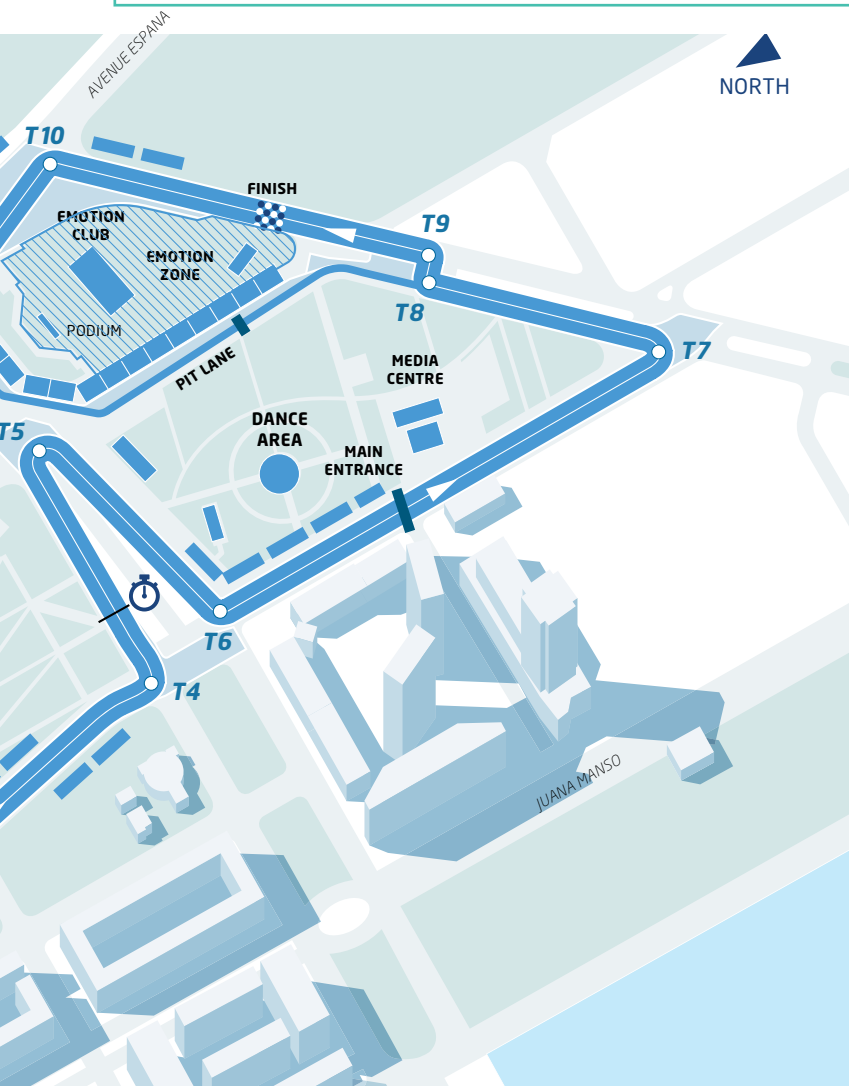 AVENUE ESPANA
NORTH
T10
FINISH
EMOTION
CLUB
T9
EMOTION
ZONE
T8
PODIUM
T7
PIT LANE
MEDIA
CENTRE
DANCE
AREA
T5
MAIN
ENTRANCE
T6
T4
JUANA MANSO